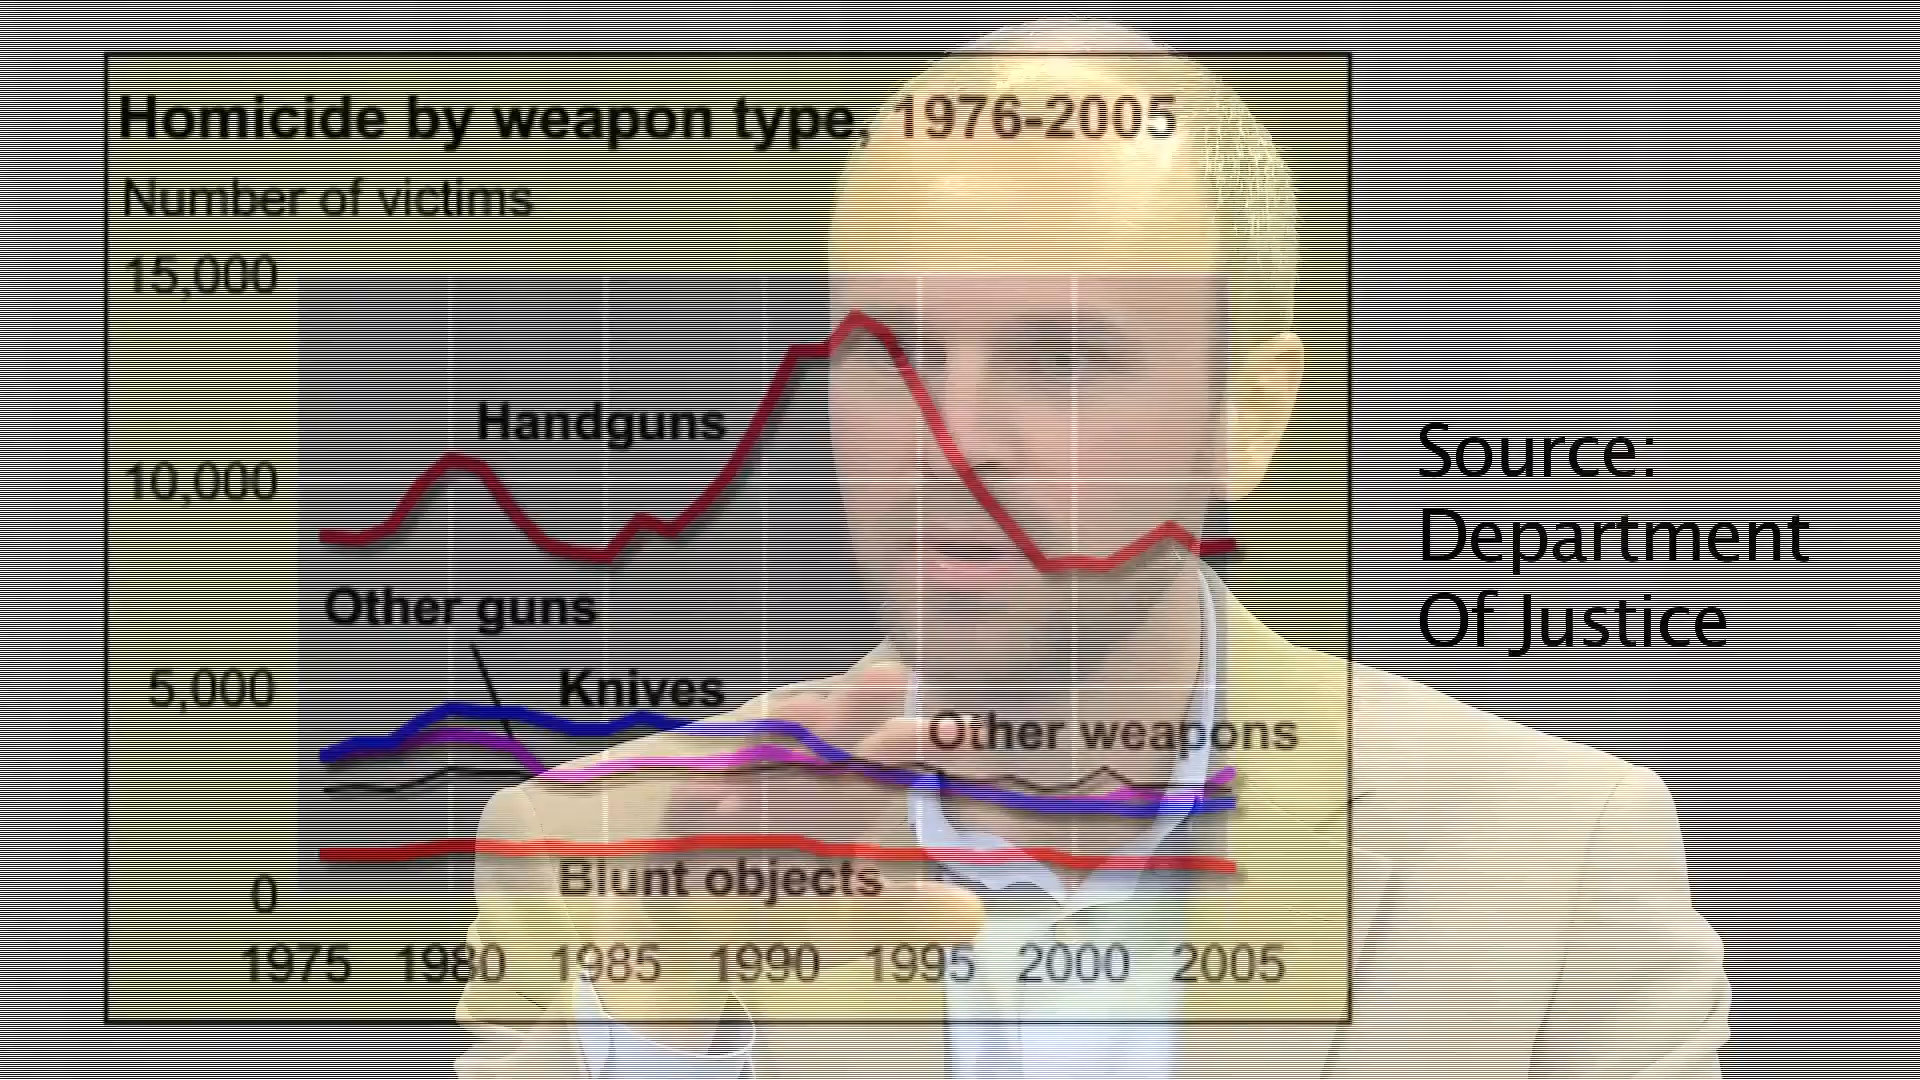 Homicide by weapon type, 1976-2005
Number of victims
15,000
Handguns
10,000
Other guns
5,000
Knives
Other weapons
Blunt objects
0
1975 1980 1985 1990 1995 2000 2005
Source:
Department
Of Justice